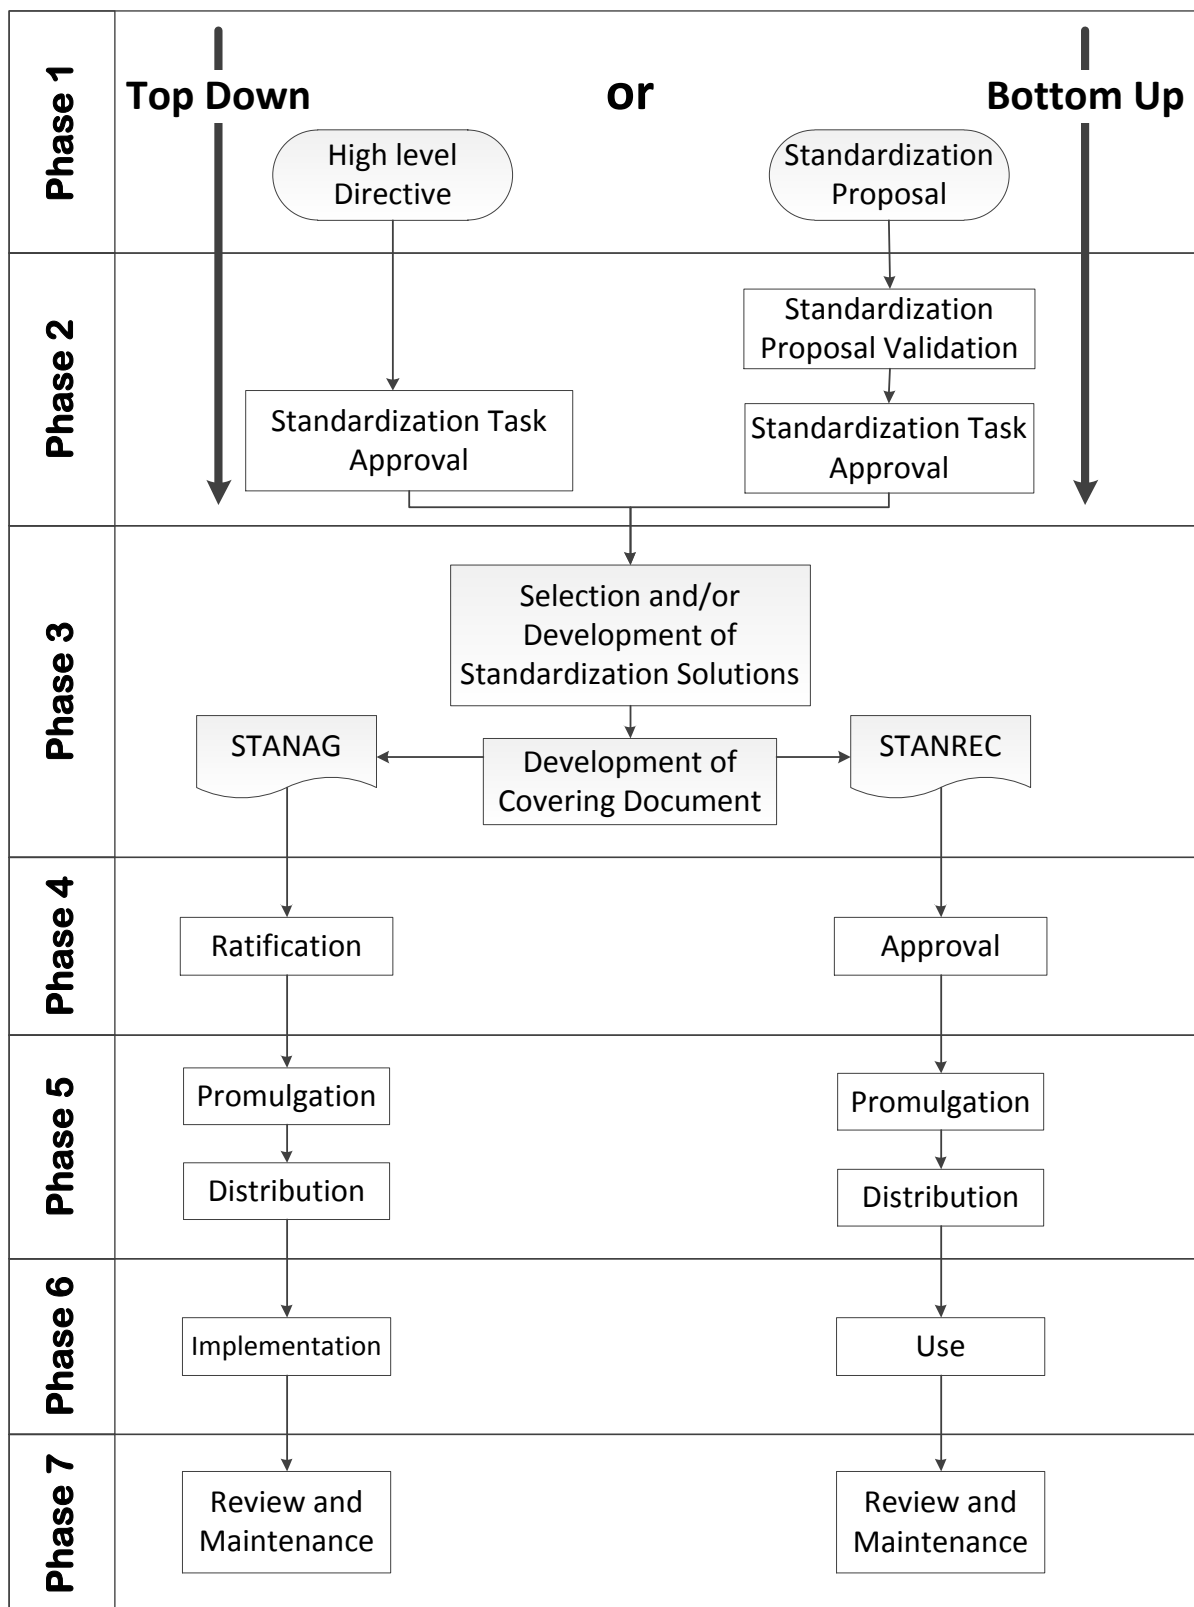 Phase 1
Top Down
or
Bottom Up
High level
Directive
Standardization
Proposal
Phase 2
Standardization
Proposal Validation
Standardization Task
Approval
Standardization Task
Approval
Phase 3
Selection and/or
Development of
Standardization Solutions
STANAG
Development of
Covering Document
STANREC
Phase 4
Ratification
Approval
Phase 5
Promulgation
Promulgation
Distribution
Distribution
Phase 6
Implementation
Use
Phase 7
Review and
Maintenance
Review and
Maintenance